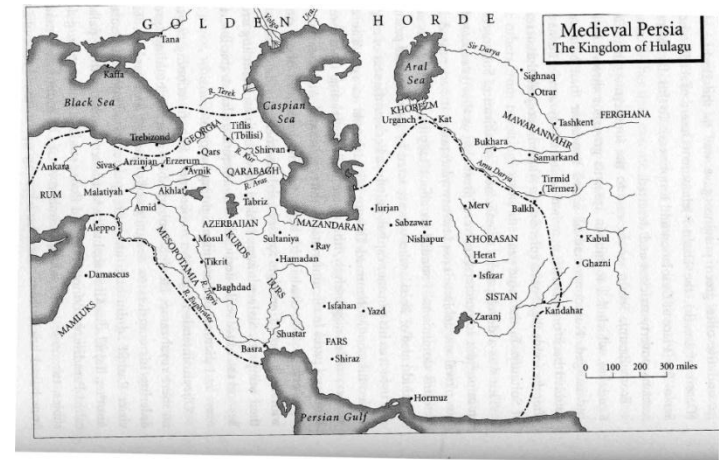 Medieval Persia
The Kingdom of Hulagu
GOLDEN HORDE
Tana
Volga
Kaffa
R. Terek
Black Sea
Caspian
Sea
Aral
Sea
Sir Darya
Sighnaq
Otrar
KHOREZM
Urganch
Kat
MAWARANNAHR
Tashkent
FERGHANA
Bukhara
Samarkand
Amu Darya
Tirmid
(Termez)
Balkh
Trebizond
GEORGIA
Tiflis
(Tbilisi)
Qars
R. Kur
Shirvan
Ankara
Sivas
Arzinjan
Erzerum
Avnik
QARABAGH
R. Aras
RUM
Malatiyah
Akhlat
Tabriz
Amid
AZERBAIJAN
MAZANDARAN
Jurjan
Sabzawar
Nishapur
Merv
KHORASAN
Herat
Isfizar
Kabul
Ghazni
Aleppo
MESOPOTAMIA
Mosul
KURDS
Sultaniya
Ray
Hamadan
Tikrit
Damascus
Baghdad
R. Tigris
R. Euphrates
LURS
Isfahan
Yazd
SISTAN
Zaranj
Kandahar
MAMLUKS
Shustar
Basra
FARS
Shiraz
Hormuz
Persian Gulf
0 100 200 300 miles